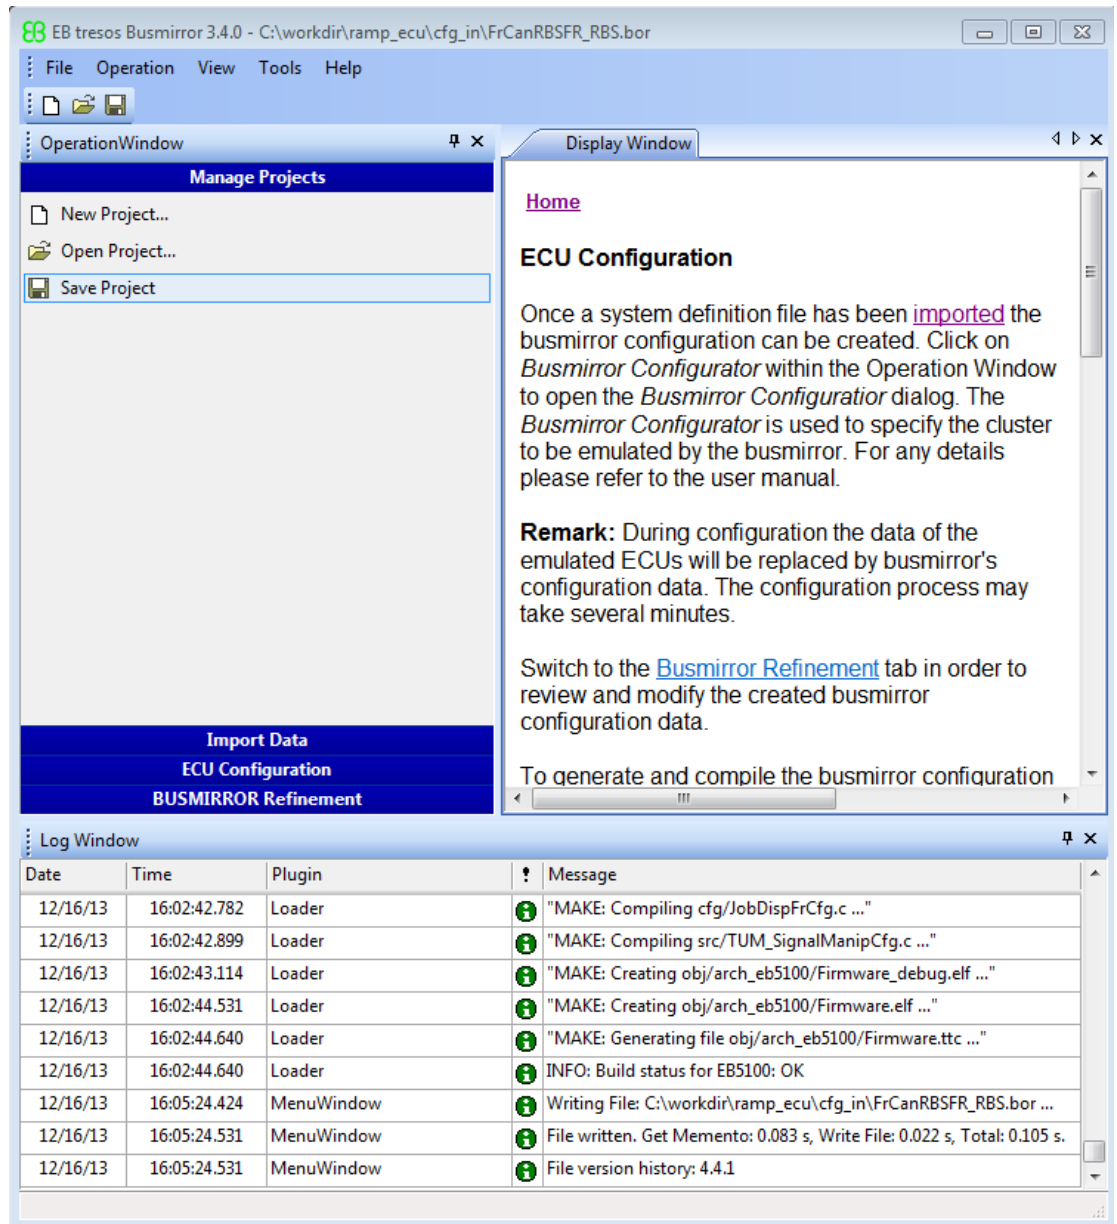 EB tresos Busmirror 3.4.0 - C:\workdir\ramp_ecu\cfg_in\FrCanRBSFR_RBS.bor
File Operation View Tools Help
OperationWindow
Manage Projects
New Project...
Open Project...
Save Project
Import Data
ECU Configuration
BUSMIRROR Refinement
Display Window
Home
ECU Configuration
Once a system definition file has been imported the
busmirror configuration can be created. Click on
Busmirror Configurator within the Operation Window
to open the Busmirror Configuratior dialog. The
Busmirror Configurator is used to specify the cluster
to be emulated by the busmirror. For any details
please refer to the user manual.
Remark: During configuration the data of the
emulated ECUs will be replaced by busmirror's
configuration data. The configuration process may
take several minutes.
Switch to the Busmirror Refinement tab in order to
review and modify the created busmirror
configuration data.
To generate and compile the busmirror configuration
Log Window
Date Time Plugin ! Message
12/16/13 16:02:42.782 Loader "MAKE: Compiling cfg/JobDispFrCfg.c ..."
12/16/13 16:02:42.899 Loader "MAKE: Compiling src/TUM_SignalManipCfg.c ..."
12/16/13 16:02:43.114 Loader "MAKE: Creating obj/arch_eb5100/Firmware_debug.elf ..."
12/16/13 16:02:44.531 Loader "MAKE: Creating obj/arch_eb5100/Firmware.elf ..."
12/16/13 16:02:44.640 Loader "MAKE: Generating file obj/arch_eb5100/Firmware.ttc ..."
12/16/13 16:02:44.640 Loader INFO: Build status for EB5100: OK
12/16/13 16:05:24.424 MenuWindow Writing File: C:\workdir\ramp_ecu\cfg_in\FrCanRBSFR_RBS.bor ...
12/16/13 16:05:24.531 MenuWindow File written. Get Memento: 0.083 s, Write File: 0.022 s, Total: 0.105 s.
12/16/13 16:05:24.531 MenuWindow File version history: 4.4.1